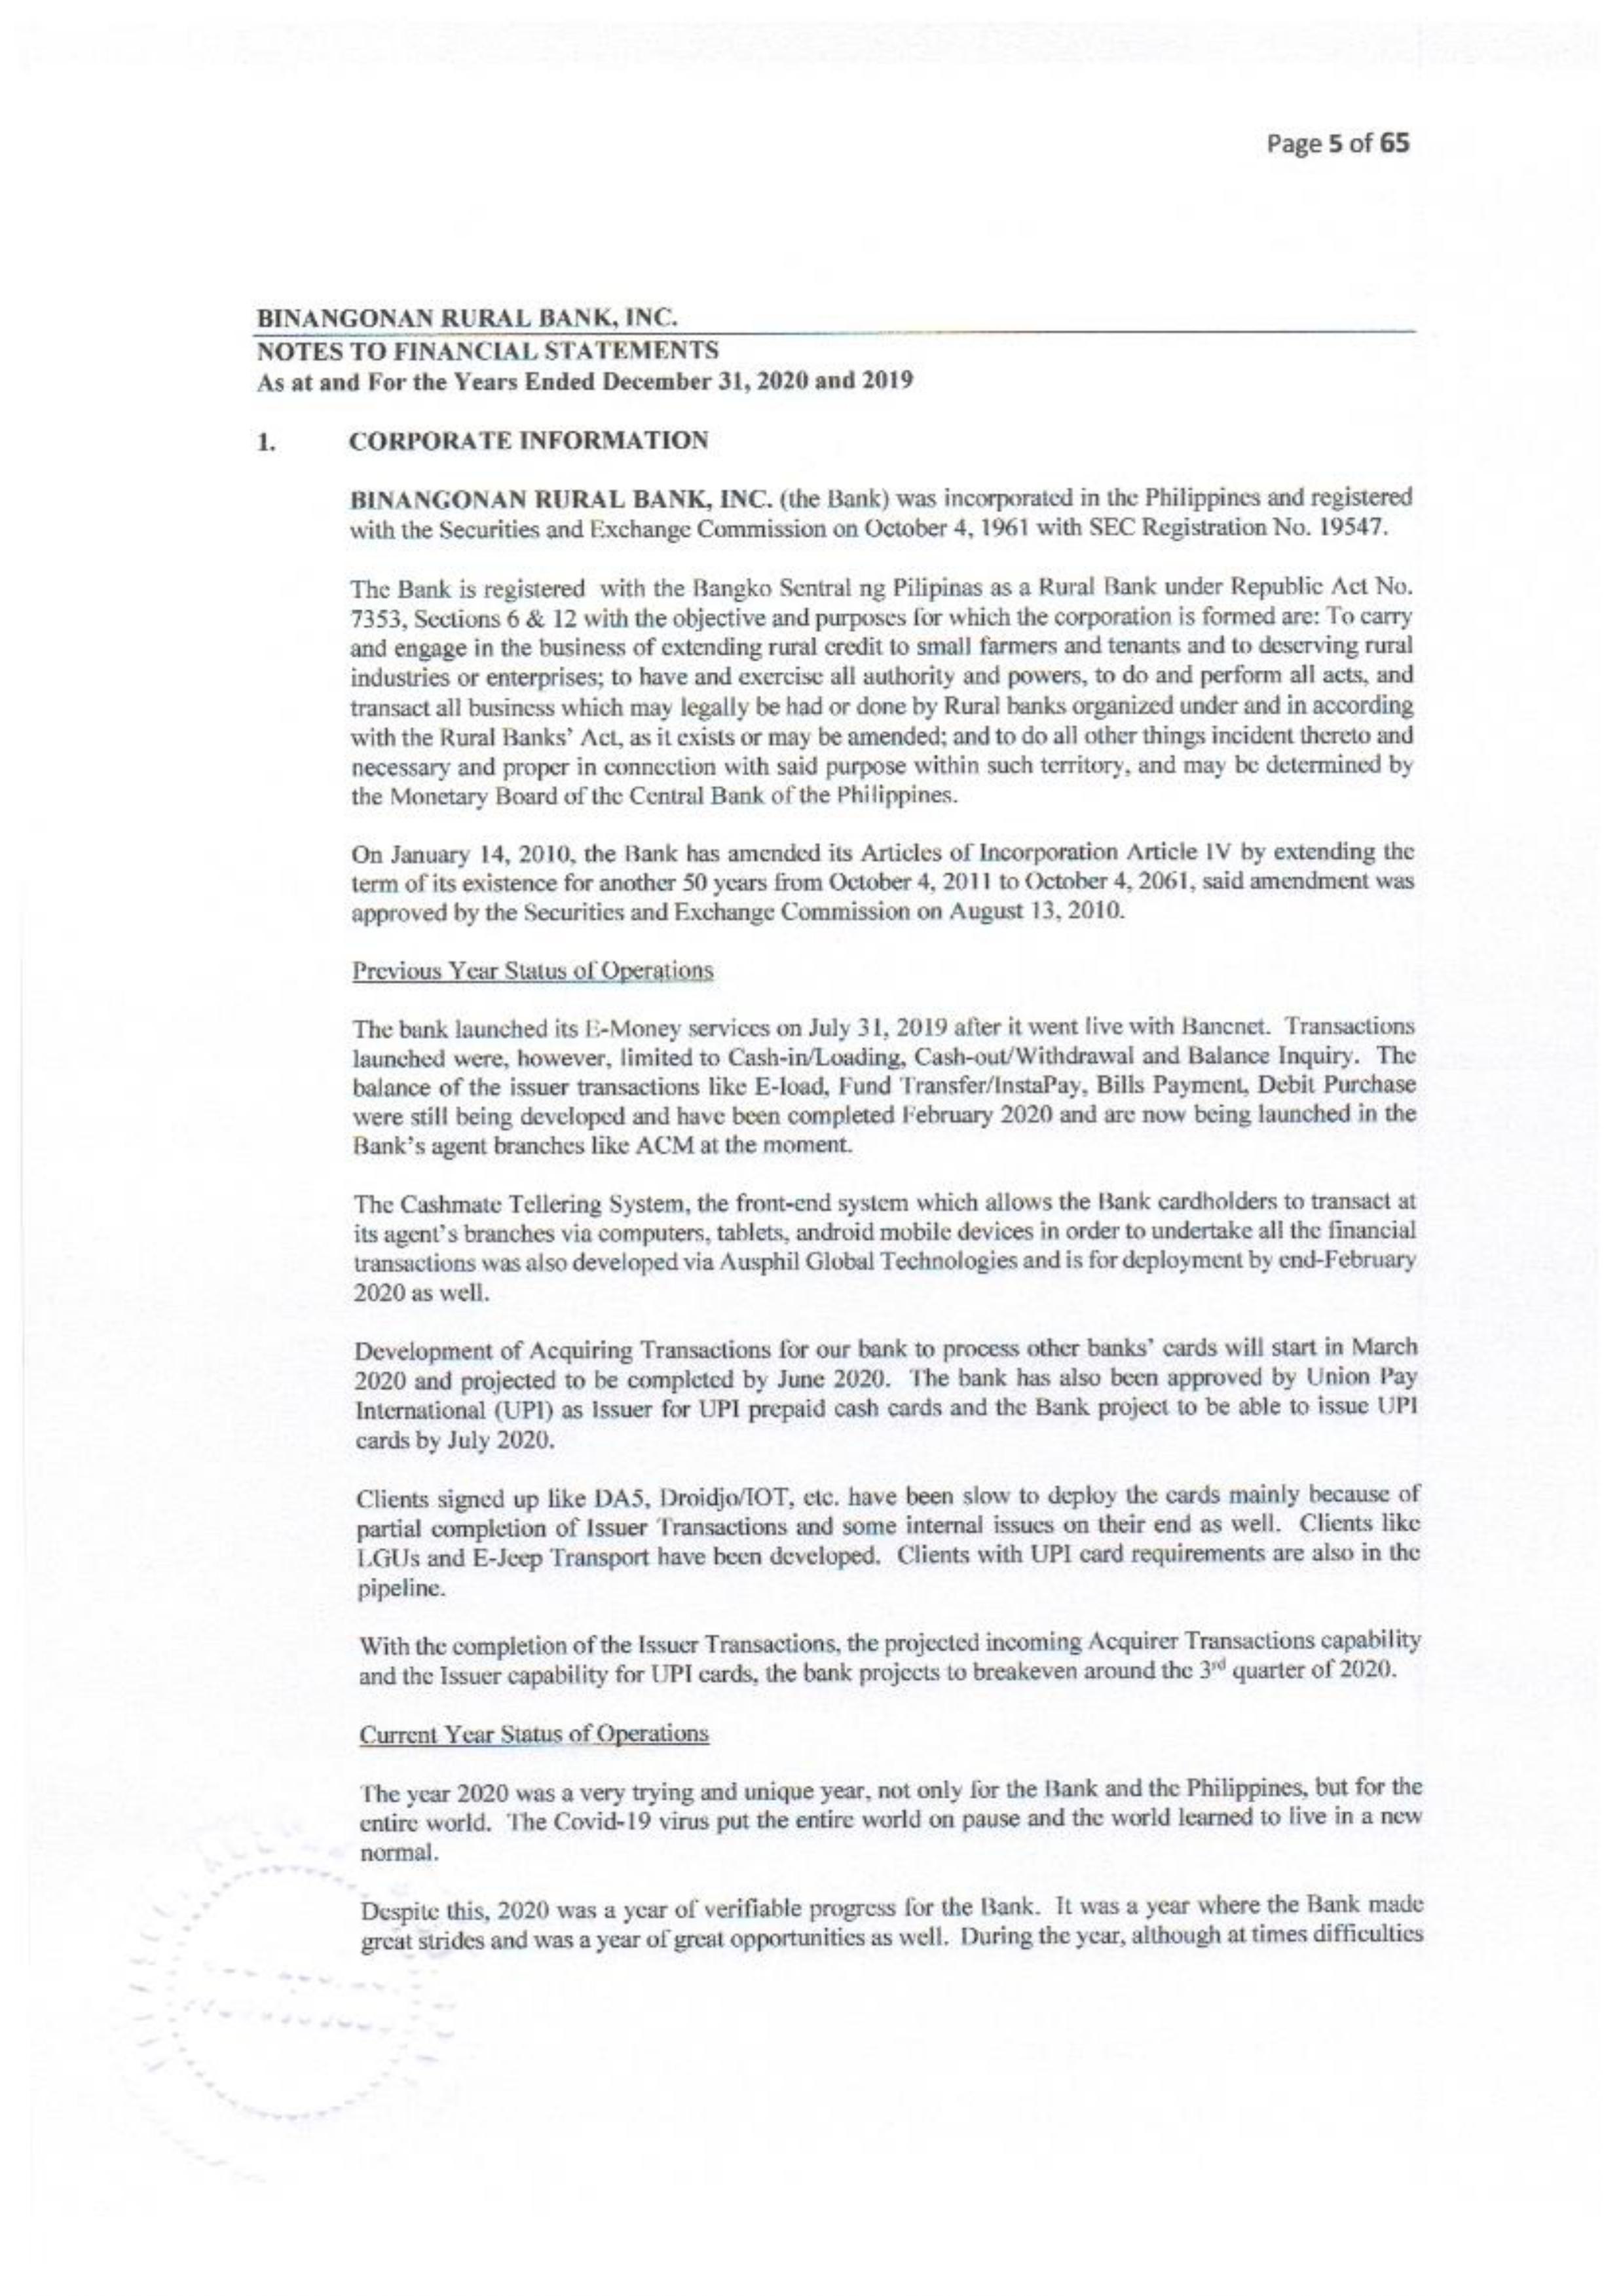 Page 5 of 65
BINANGONAN RURAL BANK, INC.
NOTES TO FINANCIAL STATEMENTS
As at and For the Years Ended December 31, 2020 and 2019
1. CORPORATE INFORMATION
BINANGONAN RURAL BANK, INC. (the Bank) was incorporated in the Philippines and registered
with the Securities and Exchange Commission on October 4, 1961 with SEC Registration No. 19547.
The Bank is registered with the Bangko Sentral ng Pilipinas as a Rural Bank under Republic Act No.
7353, Sections 6 & 12 with the objective and purposes for which the corporation is formed are: To carry
and engage in the business of extending rural credit to small farmers and tenants and to deserving rural
industries or enterprises; to have and exercise all authority and powers, to do and perform all acts, and
transact all business which may legally be had or done by Rural banks organized under and in according
with the Rural Banks' Act, as it exists or may be amended; and to do all other things incident thereto and
necessary and proper in connection with said purpose within such territory, and may be determined by
the Monetary Board of the Central Bank of the Philippines.
On January 14, 2010, the Bank has amended its Articles of Incorporation Article IV by extending the
term of its existence for another 50 years from October 4, 2011 to October 4, 2061, said amendment was
approved by the Securities and Exchange Commission on August 13, 2010.
Previous Year Status of Operations
The bank launched its E-Money services on July 31, 2019 after it went live with Bancnet. Transactions
launched were, however, limited to Cash-in/Loading, Cash-out/Withdrawal and Balance Inquiry. The
balance of the issuer transactions like E-load, Fund Transfer/InstaPay, Bills Payment, Debit Purchase
were still being developed and have been completed February 2020 and are now being launched in the
Bank's agent branches like ACM at the moment.
The Cashmate Tellering System, the front-end system which allows the Bank cardholders to transact at
its agent's branches via computers, tablets, android mobile devices in order to undertake all the financial
transactions was also developed via Ausphil Global Technologies and is for deployment by end-February
2020 as well.
Development of Acquiring Transactions for our bank to process other banks' cards will start in March
2020 and projected to be completed by June 2020. The bank has also been approved by Union Pay
International (UPI) as Issuer for UPI prepaid cash cards and the Bank project to be able to issue UPI
cards by July 2020.
Clients signed up like DA5, Droidjo/IOT, etc. have been slow to deploy the cards mainly because of
partial completion of Issuer Transactions and some internal issues on their end as well. Clients like
LGUs and E-Jeep Transport have been developed. Clients with UPI card requirements are also in the
pipeline.
With the completion of the Issuer Transactions, the projected incoming Acquirer Transactions capability
and the Issuer capability for UPI cards, the bank projects to breakeven around the 3rd quarter of 2020.
Current Year Status of Operations
The year 2020 was a very trying and unique year, not only for the Bank and the Philippines, but for the
entire world. The Covid-19 virus put the entire world on pause and the world learned to live in a new
normal.
Despite this, 2020 was a year of verifiable progress for the Bank. It was a year where the Bank made
great strides and was a year of great opportunities as well. During the year, although at times difficulties